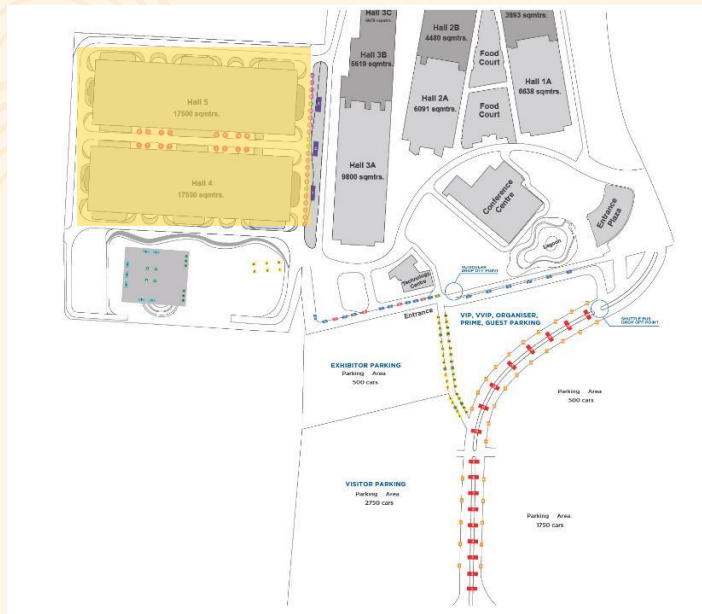 Hall 3C
Hall 3B
5619 sqmtrs.
Hall 2B
4480 sqmtrs.
3893 sqmtrs.
Food
Court
Hall 1A
6638 sqmtrs.
Hall 2A
6091 sqmtrs.
Food
Court
Hall 5
17500 sqmtrs.
Hall 3A
9800 sqmtrs.
Hall 4
17500 sqmtrs.
Conference
Centre
Entrance
Plaza
Lagoon
Technology
Centre
DROP OFF POINT
Entrance
VIP, VVIP, ORGANISER,
PRIME, GUEST PARKING
SHUTTLE BUS
DROP OFF POINT
EXHIBITOR PARKING
Parking Area
500 cars
Parking Area
500 cars
VISITOR PARKING
Parking Area
2750 cars
Parking Area
1750 cars